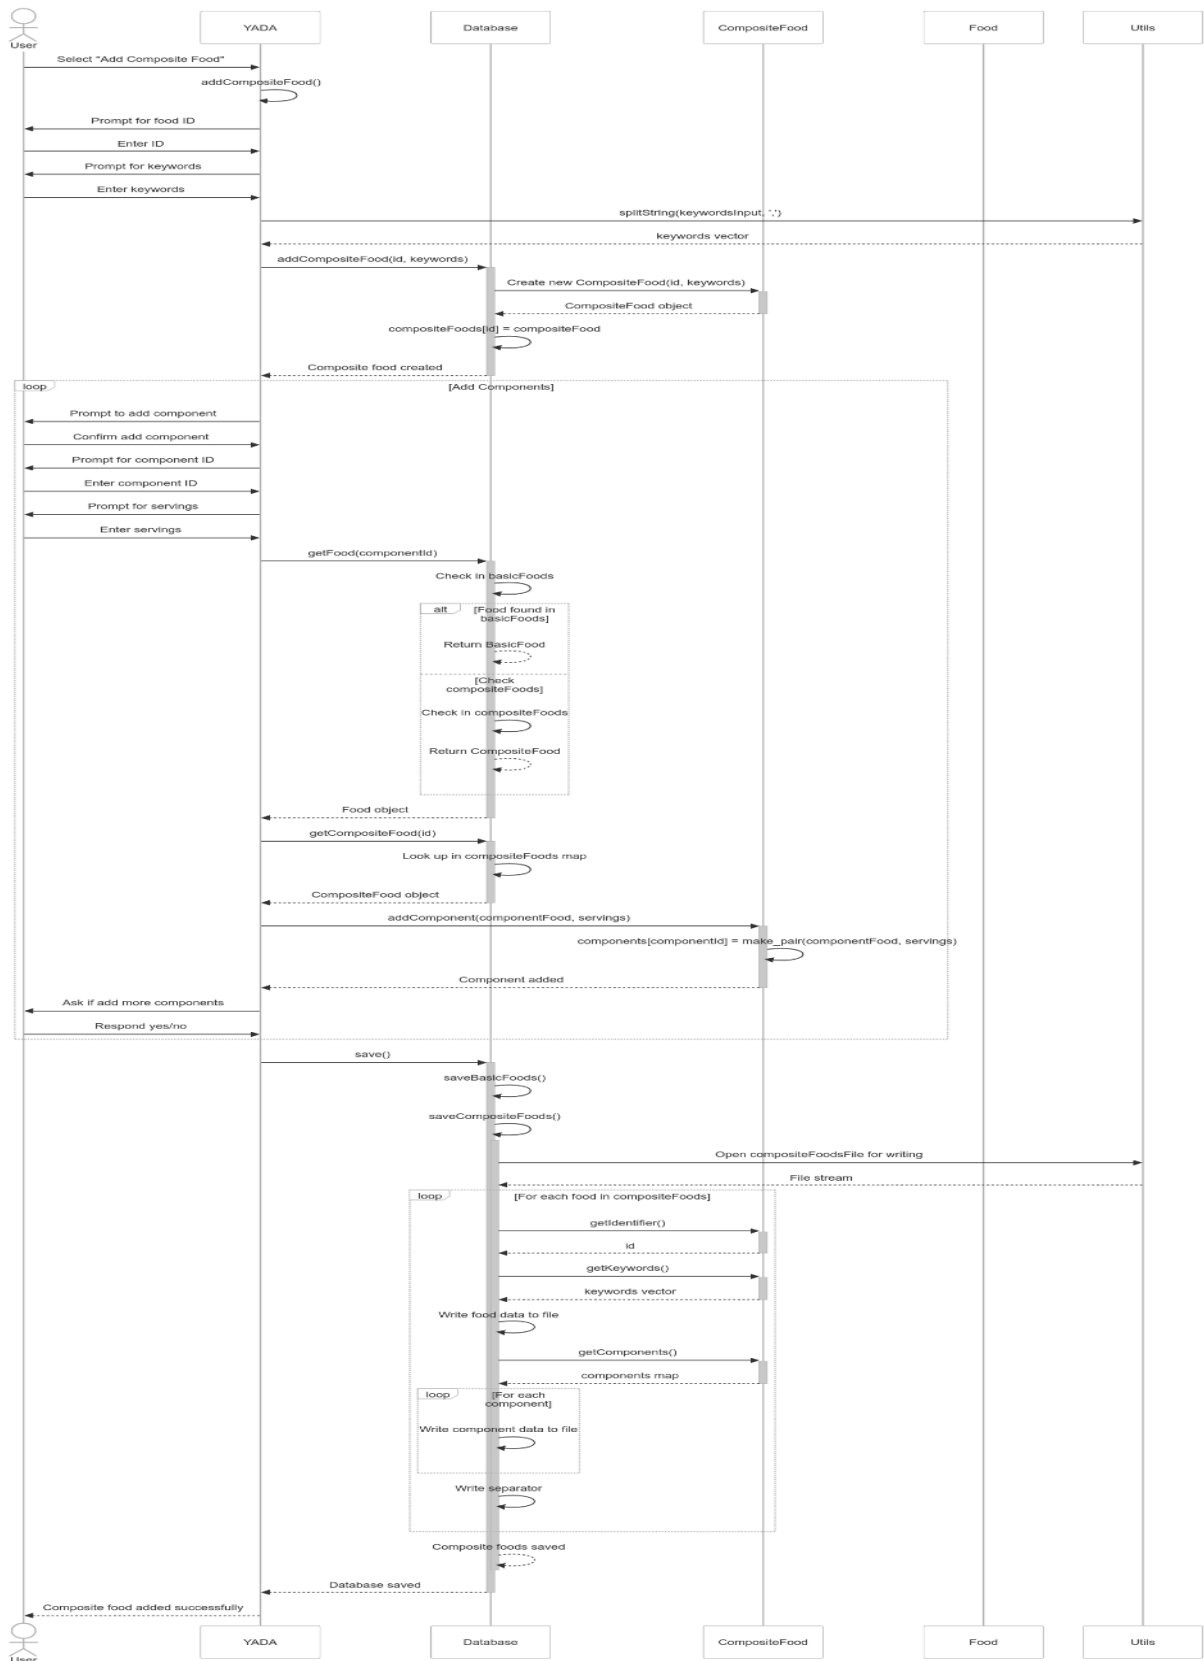 User
YADA
Database
CompositeFood
Food
Utils
Select "Add Composite Food"
addCompositeFood()
Prompt for food ID
Enter ID
Prompt for keywords
Enter keywords
splitString(keywordsInput, ',')
keywords vector
addCompositeFood(id, keywords)
Create new CompositeFood(id, keywords)
CompositeFood object
compositeFoods[id] = compositeFood
Composite food created
loop
[Add Components]
Prompt to add component
Confirm add component
Prompt for component ID
Enter component ID
Prompt for servings
Enter servings
getFood(componentId)
Check in basicFoods
alt
[Food found in
basicFoods]
Return BasicFood
[Check
compositeFoods]
Check in compositeFoods
Return CompositeFood
Food object
getCompositeFood(id)
Look up in compositeFoods map
CompositeFood object
addComponent(componentFood, servings)
components[componentId] = make_pair(componentFood, servings)
Component added
Ask if add more components
Respond yes/no
save()
saveBasicFoods()
saveCompositeFoods()
Open compositeFoodsFile for writing
File stream
loop
[For each food in compositeFoods]
getIdentifier()
id
getKeywords()
keywords vector
Write food data to file
getComponents()
components map
loop
[For each
component]
Write component data to file
Write separator
Composite foods saved
Database saved
Composite food added successfully
User
YADA
Database
CompositeFood
Food
Utils